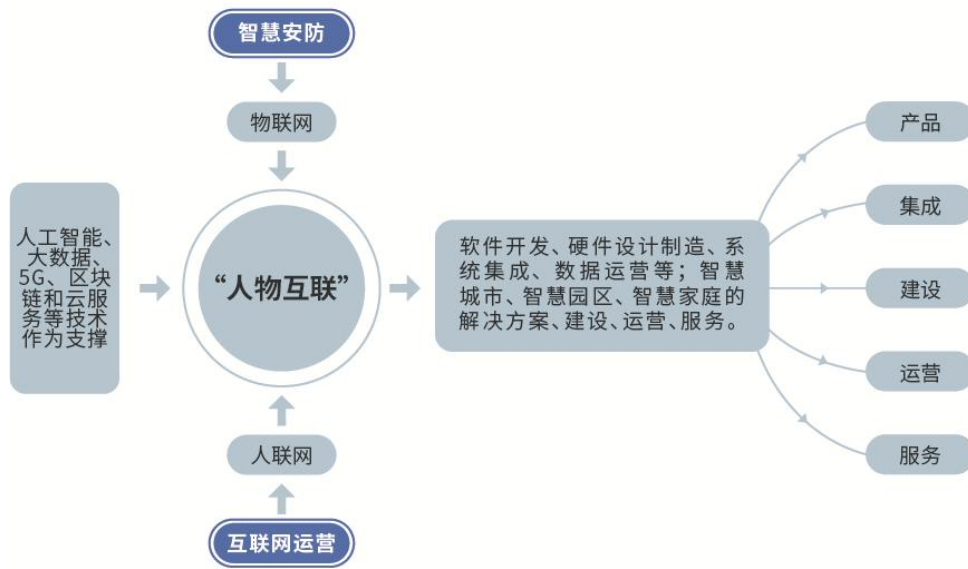 智慧安防
物联网
人工智能、
大数据、
5G、区块
链和云服
务等技术
作为支撑
“人物互联”
人联网
互联网运营
软件开发、硬件设计制造、系
统集成、数据运营等；智慧
城市、智慧园区、智慧家庭的
解决方案、建设、运营、服务。
产品
集成
建设
运营
服务